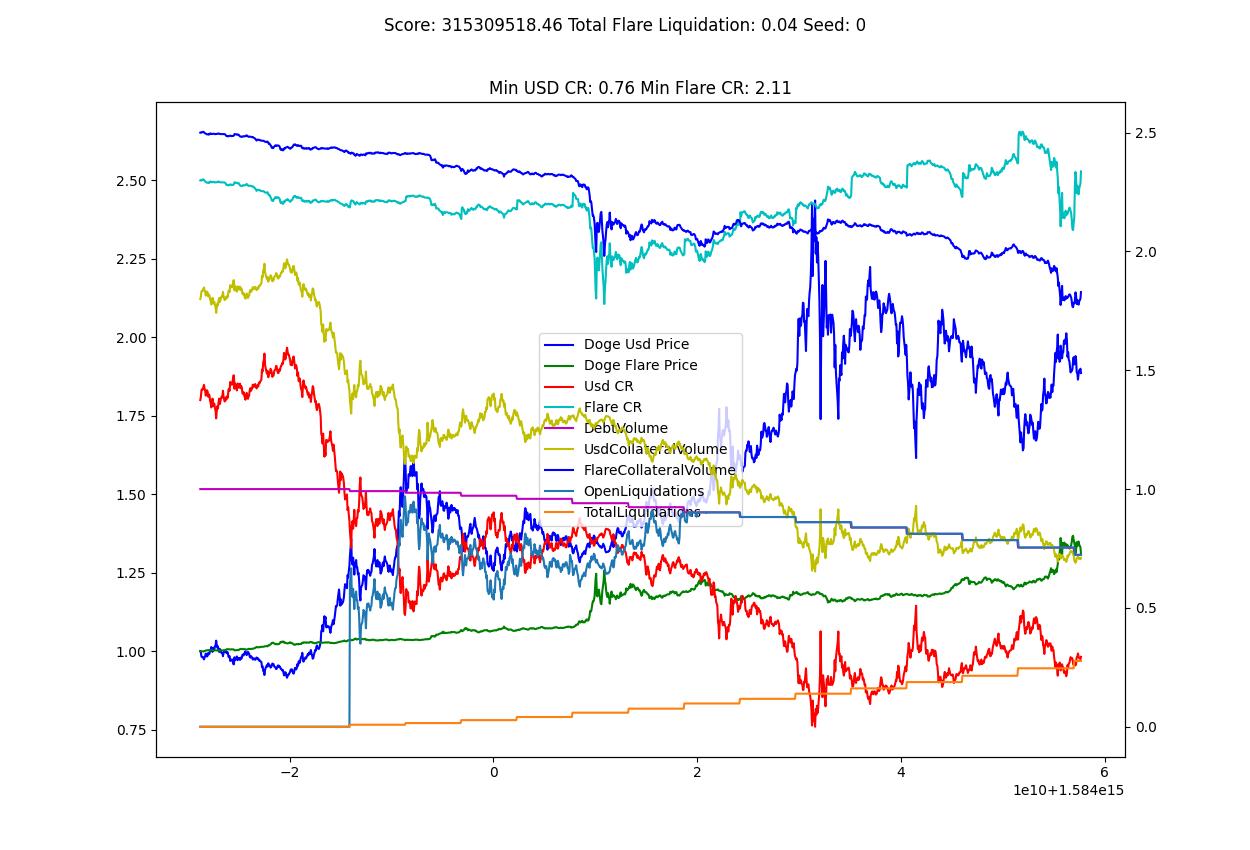 Score: 315309518.46 Total Flare Liquidation: 0.04 Seed: 0
Min USD CR: 0.76 Min Flare CR: 2.11
2.50
2.25
2.00
1.75
1.50
1.25
1.00
0.75
2.5
2.0
1.5
1.0
0.5
0.0
Doge Usd Price
Doge Flare Price
Usd CR
Flare CR
DebtVolume
UsdCollateralVolume
FlareCollateralVolume
OpenLiquidations
TotalLiquidations
−2 0 2 4 6
1e10+1.584e15